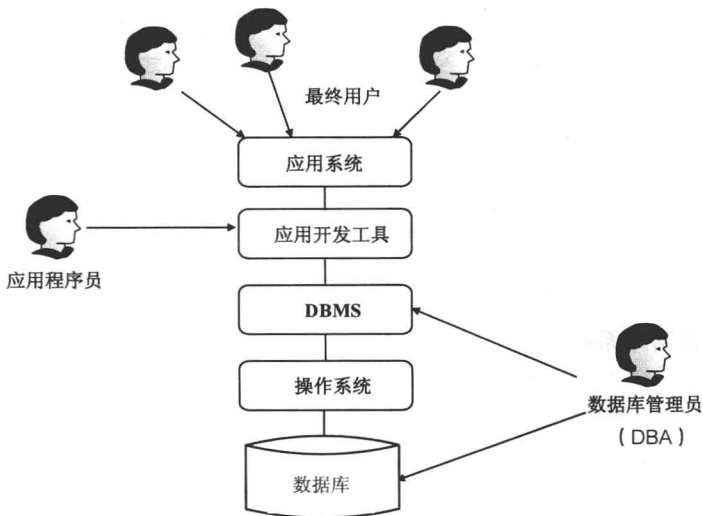 最终用户
应用系统
应用开发工具
应用程序员
DBMS
操作系统
数据库管理员
（DBA）
数据库